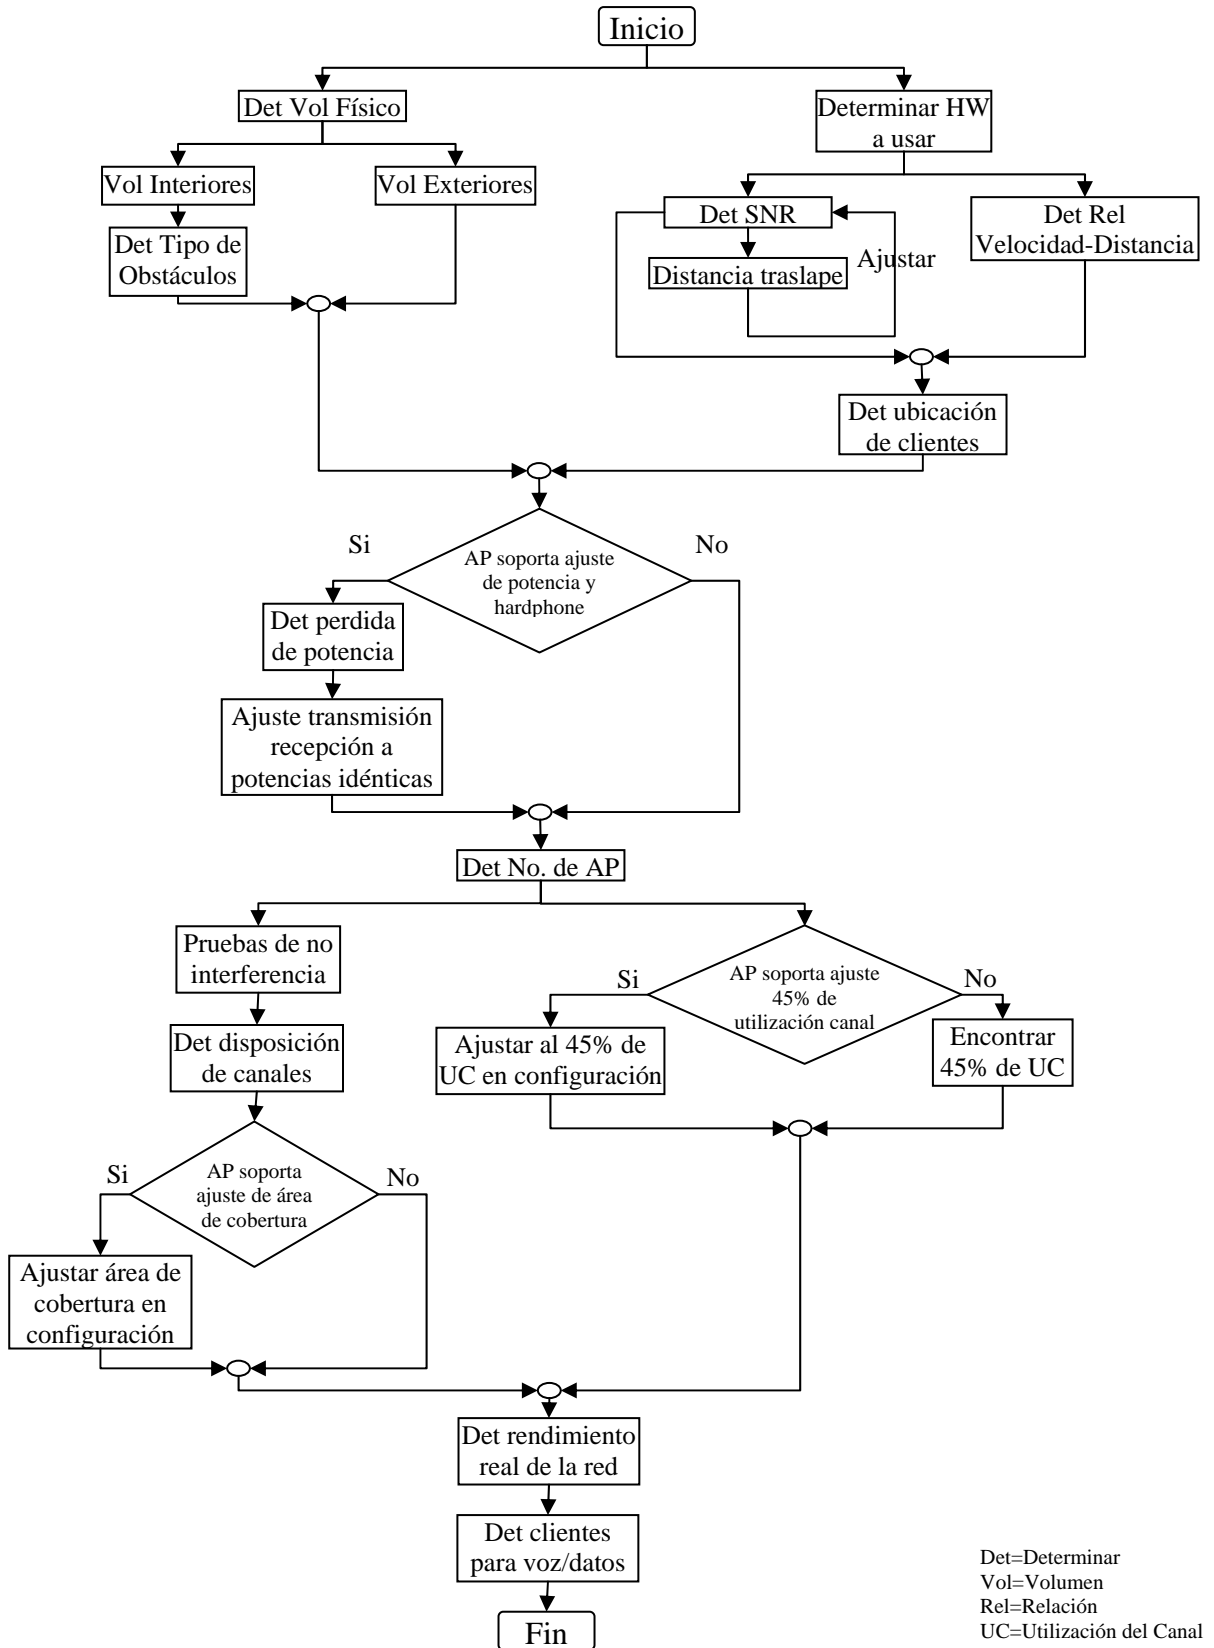 Inicio
Det Vol Físico
Determinar HW
a usar
Vol Interiores
Vol Exteriores
Det SNR
Det Rel
Velocidad-Distancia
Det Tipo de
Obstáculos
Ajustar
Distancia traslape
Det ubicación
de clientes
Si
No
AP soporta ajuste
de potencia y
hardphone
Det perdida
de potencia
Ajuste transmisión
recepción a
potencias idénticas
Det No. de AP
Pruebas de no
interferencia
Si
No
AP soporta ajuste
45% de
utilización canal
Det disposición
de canales
Ajustar al 45% de
UC en configuración
Encontrar
45% de UC
Si
No
AP soporta
ajuste de área
de cobertura
Ajustar área de
cobertura en
configuración
Det rendimiento
real de la red
Det clientes
para voz/datos
Fin
Det=Determinar
Vol=Volumen
Rel=Relación
UC=Utilización del Canal